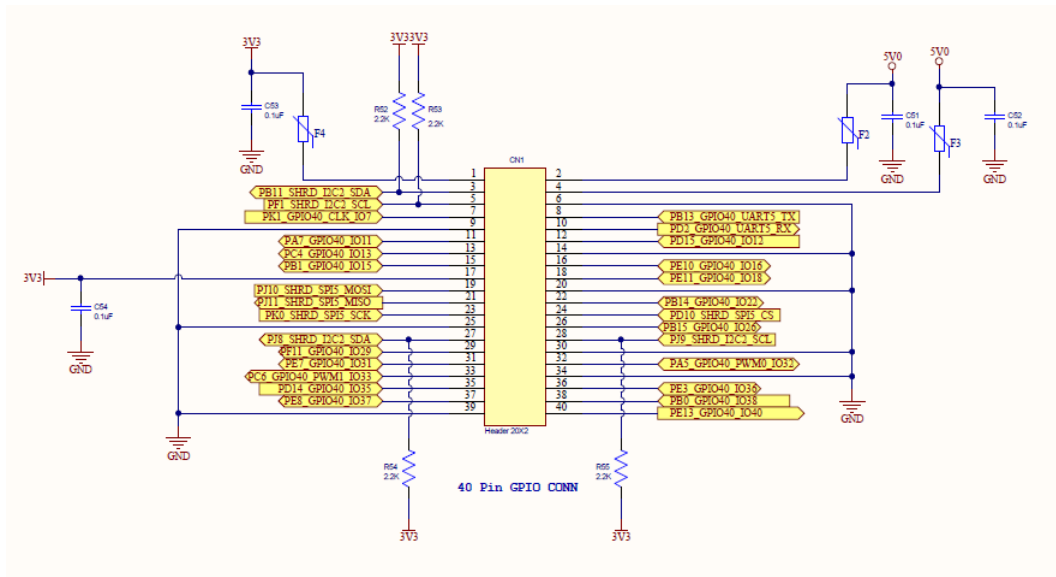 3V3
3V3 3V3
5V0
5V0
C53
0.1uF
F4
R52
2.2K
R53
2.2K
F2
C51
0.1uF
F3
C52
0.1uF
GND
GND
GND
CN1
1 2
PB11_SHRD_I2C2_SDA 3 4
PF1_SHRD_I2C2_SCL 5 6
PK1_GPIO40_CLK_IO7 7 8 PB13_GPIO40_UART5_TX
9 10 PD2_GPIO40_UART5_RX
PA7_GPIO40_IO11 11 12 PD15_GPIO40_IO12
PC4_GPIO40_IO13 13 14
PB1_GPIO40_IO15 15 16 PE10_GPIO40_IO16
3V3 17 18 PE11_GPIO40_IO18
PJ10_SHRD_SPI5_MOSI 19 20
PJ11_SHRD_SPI5_MISO 21 22 PB14_GPIO40_IO22
PK0_SHRD_SPI5_SCK 23 24 PD10_SHRD_SPI5_CS
25 26 PB15_GPIO40_IO26
PJ8_SHRD_I2C2_SDA 27 28 PJ9_SHRD_I2C2_SCL
PF11_GPIO40_IO29 29 30
PE7_GPIO40_IO31 31 32 PA5_GPIO40_PWM0_IO32
PC6_GPIO40_PWM1_IO33 33 34
PD14_GPIO40_IO35 35 36 PE3_GPIO40_IO36
PE8_GPIO40_IO37 37 38 PB0_GPIO40_IO38
39 40 PE13_GPIO40_IO40
C54
0.1uF
GND
GND
GND
Header 20X2
R54
2.2K
R55
2.2K
40 Pin GPIO CONN
3V3
3V3